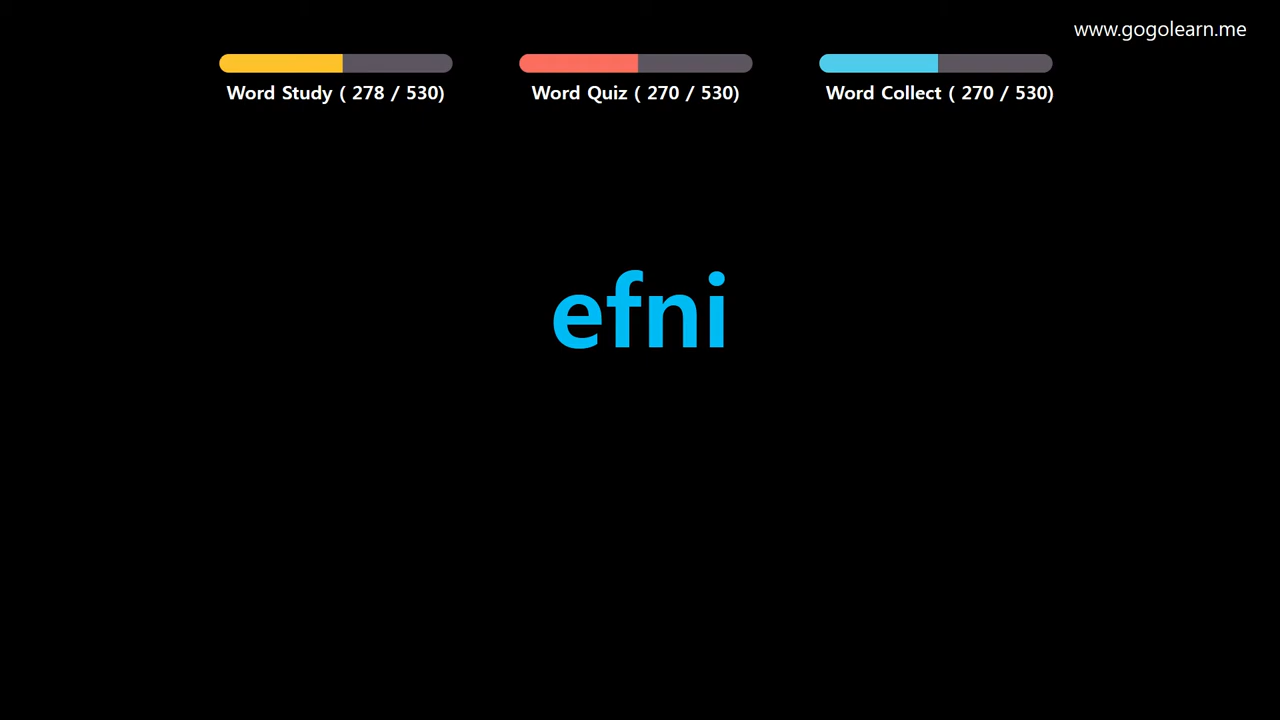 www.gogolearn.me
Word Study ( 278 / 530)
Word Quiz ( 270 / 530)
Word Collect ( 270 / 530)
efni